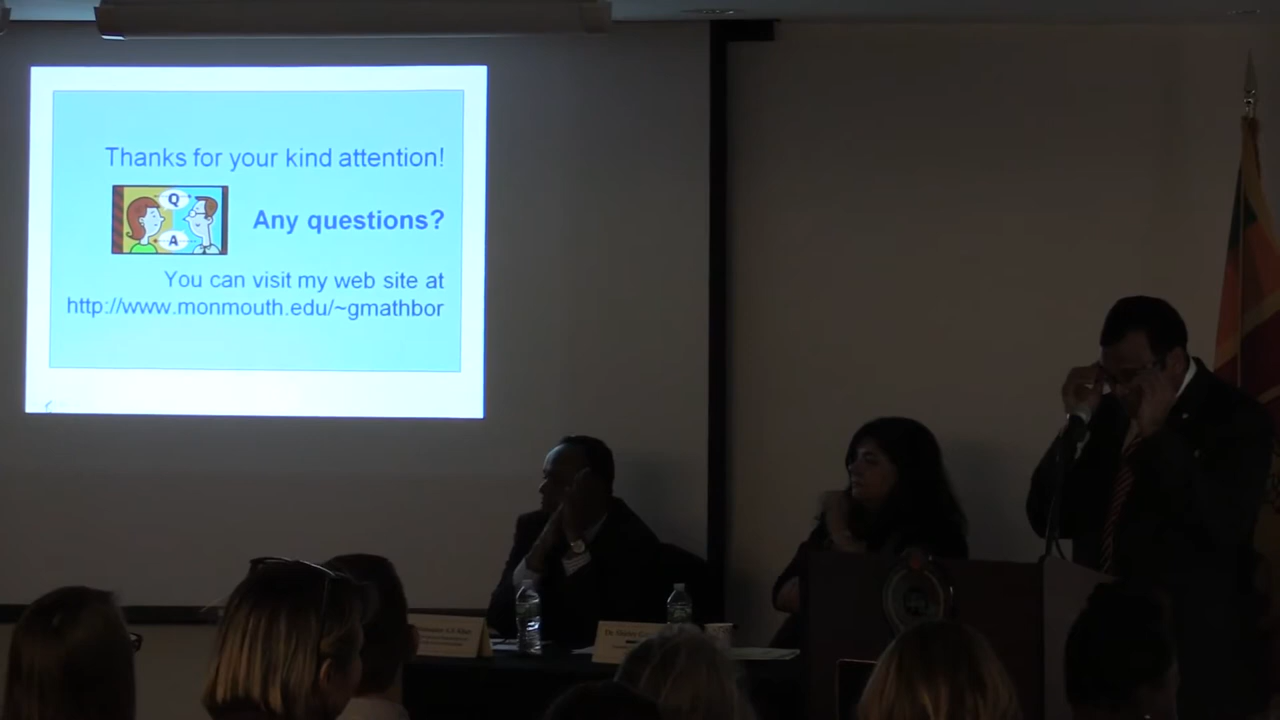 Thanks for your kind attention!
Q
Any questions?
A
You can visit my web site at
http://www.monmouth.edu/~gmathbor
Dr.